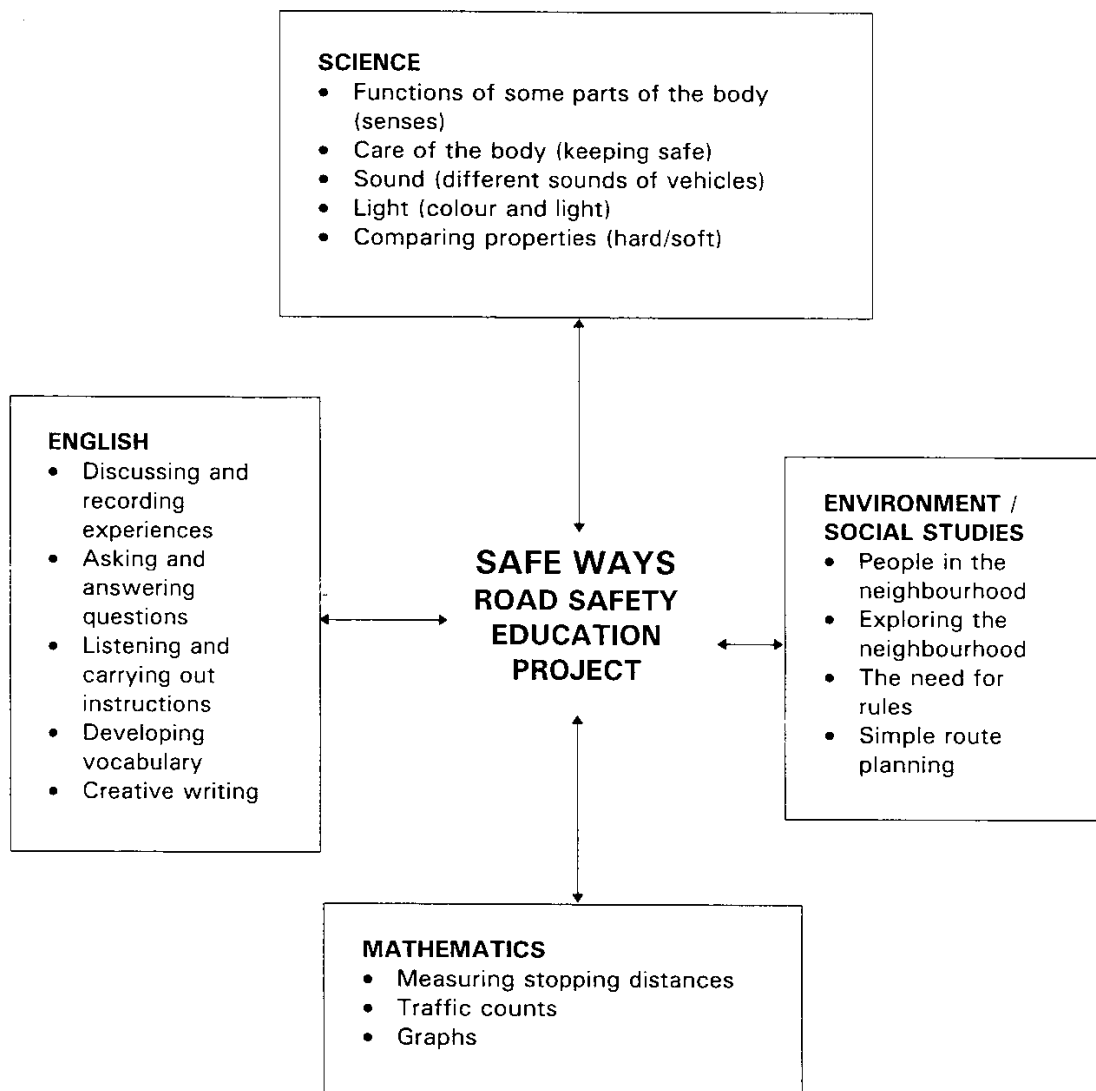 SCIENCE
• Functions of some parts of the body
(senses)
• Care of the body (keeping safe)
• Sound (different sounds of vehicles)
• Light (colour and light)
• Comparing properties (hard/soft)
ENGLISH
• Discussing and
recording
experiences
• Asking and
answering
questions
• Listening and
carrying out
instructions
• Developing
vocabulary
• Creative writing
SAFE WAYS
ROAD SAFETY
EDUCATION
PROJECT
ENVIRONMENT /
SOCIAL STUDIES
• People in the
neighbourhood
• Exploring the
neighbourhood
• The need for
rules
• Simple route
planning
MATHEMATICS
• Measuring stopping distances
• Traffic counts
• Graphs